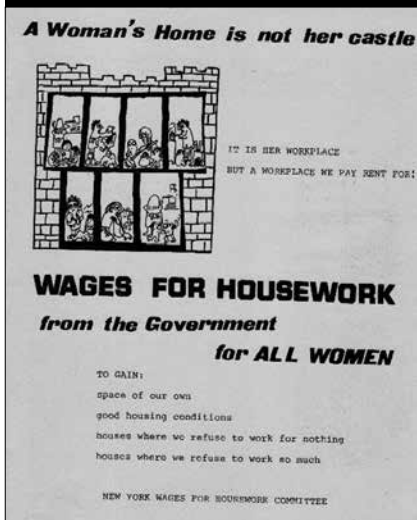 A Woman's Home is not her castle
IT IS HER WORKPLACE
BUT A WORKPLACE WE PAY RENT FOR!
WAGES FOR HOUSEWORK
from the Government
for ALL WOMEN
TO GAIN:
space of our own
good housing conditions
houses where we refuse to work for nothing
houses where we refuse to work so much
NEW YORK WAGES FOR HOUSEWORK COMMITTEE